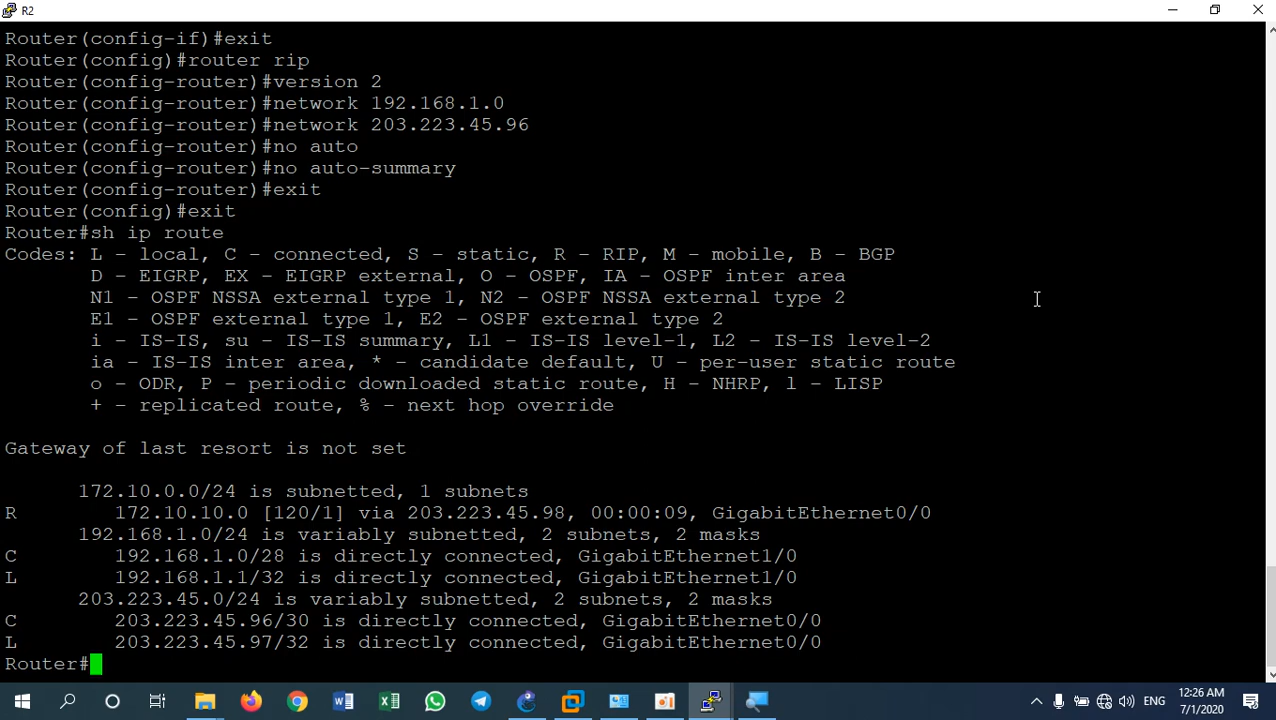 R2
Router(config-if)#exit
Router(config)#router rip
Router(config-router)#version 2
Router(config-router)#network 192.168.1.0
Router(config-router)#network 203.223.45.96
Router(config-router)#no auto
Router(config-router)#no auto-summary
Router(config-router)#exit
Router(config)#exit
Router#sh ip route
Codes: L - local, C - connected, S - static, R - RIP, M - mobile, B - BGP
       D - EIGRP, EX - EIGRP external, O - OSPF, IA - OSPF inter area
       N1 - OSPF NSSA external type 1, N2 - OSPF NSSA external type 2
       E1 - OSPF external type 1, E2 - OSPF external type 2
       i - IS-IS, su - IS-IS summary, L1 - IS-IS level-1, L2 - IS-IS level-2
       ia - IS-IS inter area, * - candidate default, U - per-user static route
       o - ODR, P - periodic downloaded static route, H - NHRP, l - LISP
       + - replicated route, % - next hop override
Gateway of last resort is not set
      172.10.0.0/24 is subnetted, 1 subnets
R        172.10.10.0 [120/1] via 203.223.45.98, 00:00:09, GigabitEthernet0/0
      192.168.1.0/24 is variably subnetted, 2 subnets, 2 masks
C        192.168.1.0/28 is directly connected, GigabitEthernet1/0
L        192.168.1.1/32 is directly connected, GigabitEthernet1/0
      203.223.45.0/24 is variably subnetted, 2 subnets, 2 masks
C        203.223.45.96/30 is directly connected, GigabitEthernet0/0
L        203.223.45.97/32 is directly connected, GigabitEthernet0/0
Router#
ENG
12:26 AM
7/1/2020